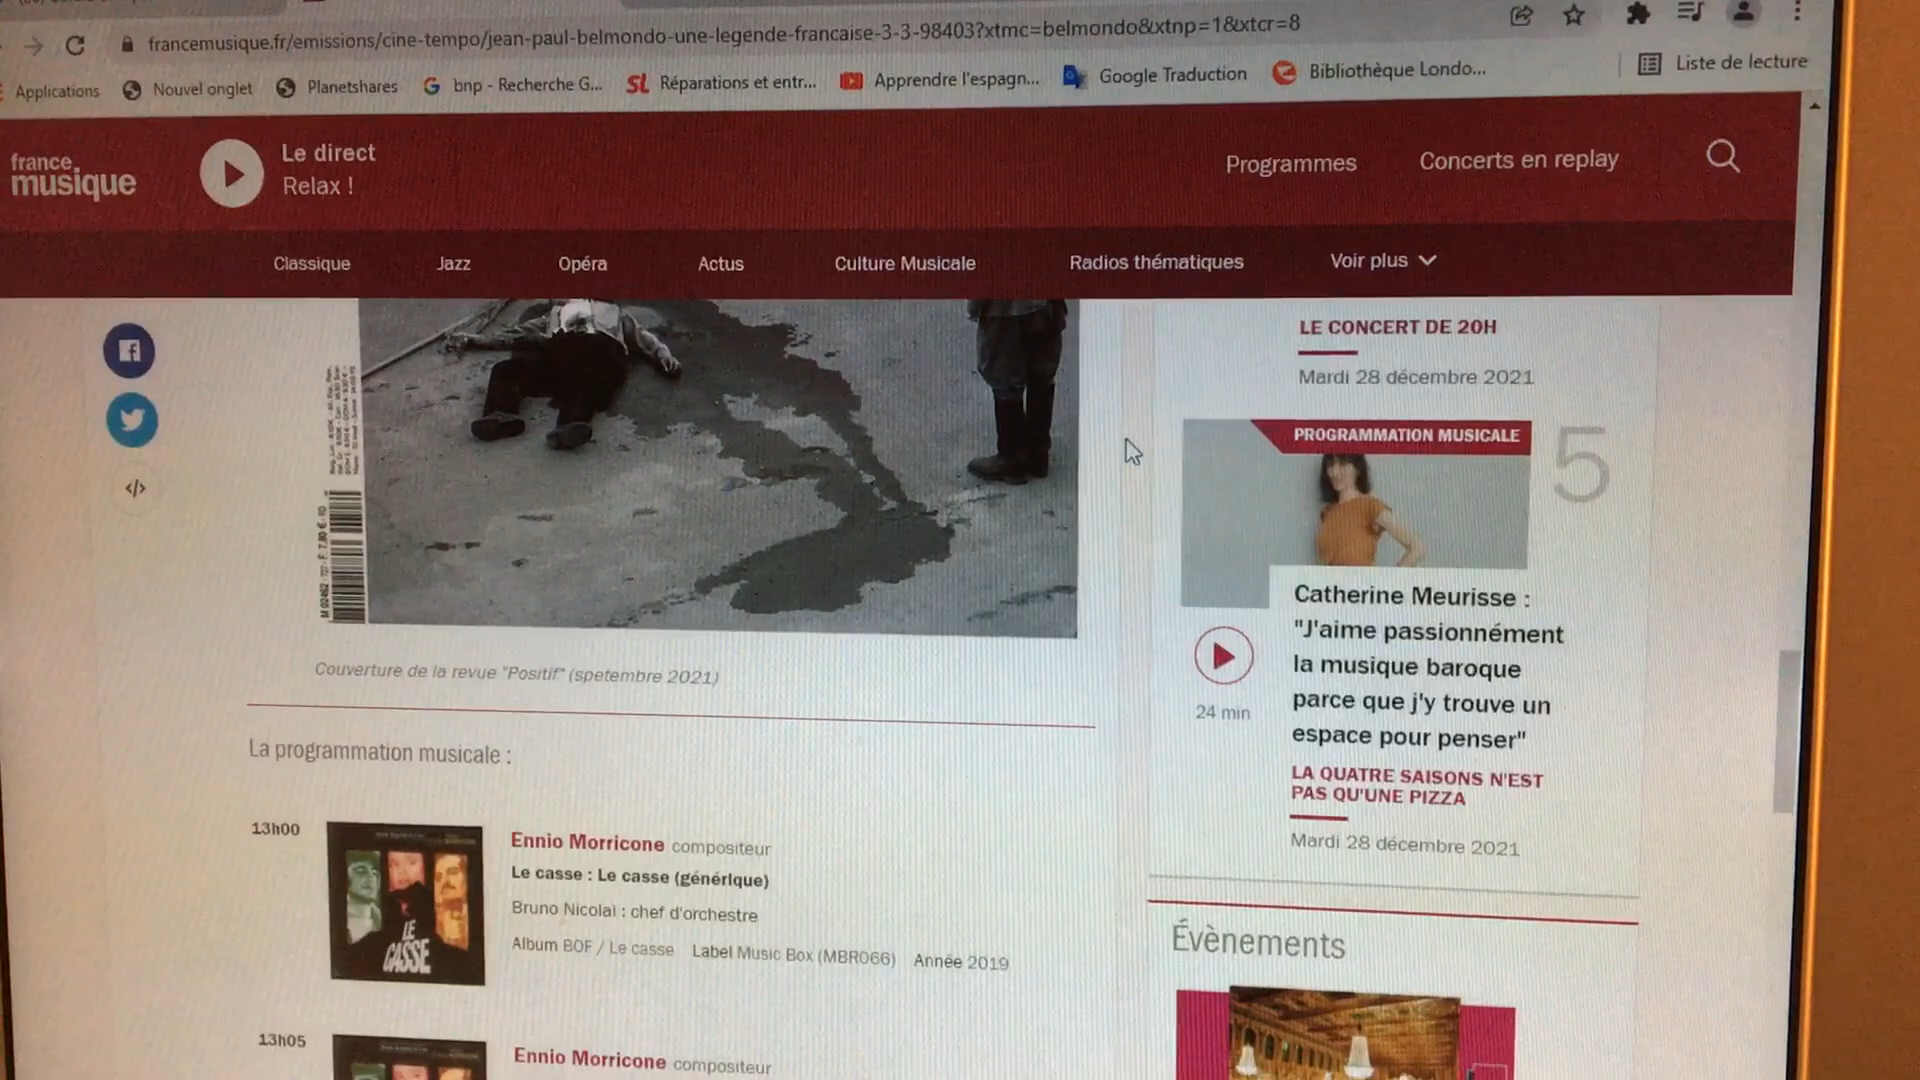 francemusique.fr/emissions/cine-tempo/jean-paul-belmondo-une-legende-francaise-3-3-98403?xtmc=belmondo&xtnp=1&xtcr=8
Applications
Nouvel onglet
Planetshares
bnp - Recherche G...
SL
Réparations et entr...
Apprendre l'espagn...
Google Traduction
Bibliothèque Londo...
Liste de lecture
france
musique
Le direct
Relax !
Programmes
Concerts en replay
Classique
Jazz
Opéra
Actus
Culture Musicale
Radios thématiques
Voir plus
LE CONCERT DE 20H
Mardi 28 décembre 2021
PROGRAMMATION MUSICALE
5
Catherine Meurisse :
"J'aime passionnément
la musique baroque
parce que j'y trouve un
espace pour penser"
24 min
LA QUATRE SAISONS N'EST
PAS QU'UNE PIZZA
Mardi 28 décembre 2021
Évènements
Couverture de la revue "Positif" (spetembre 2021)
La programmation musicale :
13h00
LE
CASSE
Ennio Morricone compositeur
Le casse : Le casse (générique)
Bruno Nicolai : chef d'orchestre
Album BOF / Le casse Label Music Box (MBR066) Année 2019
13h05
Ennio Morricone compositeur